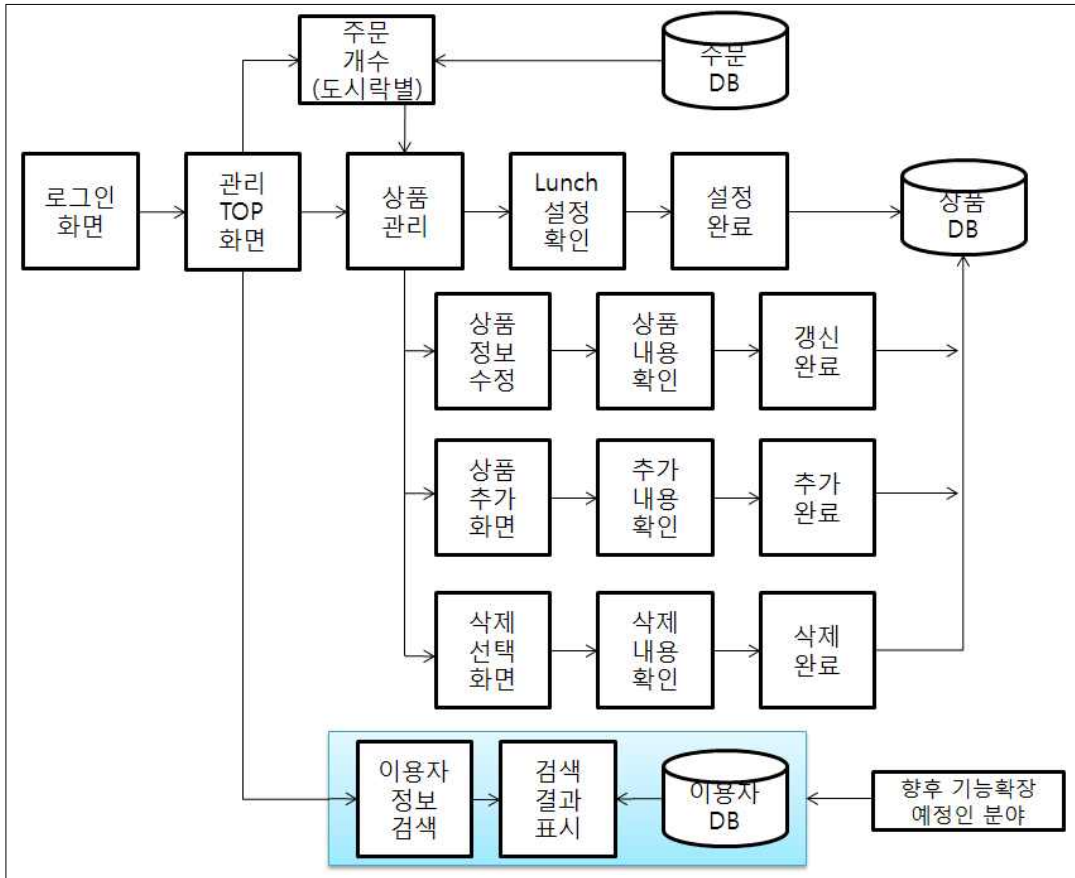 주문
개수
(도시락별)
주문
DB
로그인
화면
관리
TOP
화면
상품
관리
Lunch
설정
확인
설정
완료
상품
DB
상품
정보
수정
상품
내용
확인
갱신
완료
상품
추가
화면
추가
내용
확인
추가
완료
삭제
선택
화면
삭제
내용
확인
삭제
완료
이용자
정보
검색
검색
결과
표시
이용자
DB
향후 기능확장
예정인 분야